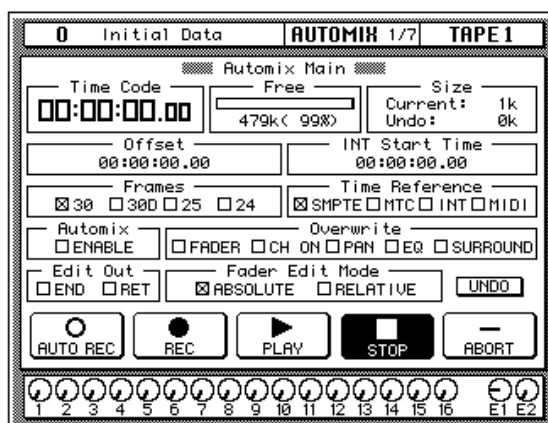 0 Initial Data AUTOMIX 1/7 TAPE 1
Automix Main
Time Code Free Size
00:00:00.00 479k( 99%) Current: 1k
Undo: 0k
Offset INT Start Time
00:00:00.00 00:00:00.00
Frames Time Reference
30 30D 25 24 SMPTE MTC INT MIDI
Automix Overwrite
ENABLE FADER CH ON PAN EQ SURROUND
Edit Out Fader Edit Mode
END RET ABSOLUTE RELATIVE UNDO
AUTO REC REC PLAY STOP ABORT
1 2 3 4 5 6 7 8 9 10 11 12 13 14 15 16 E1 E2